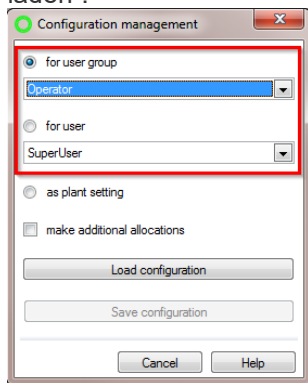 Configuration management
for user group
Operator
for user
SuperUser
as plant setting
make additional allocations
Load configuration
Save configuration
Cancel Help